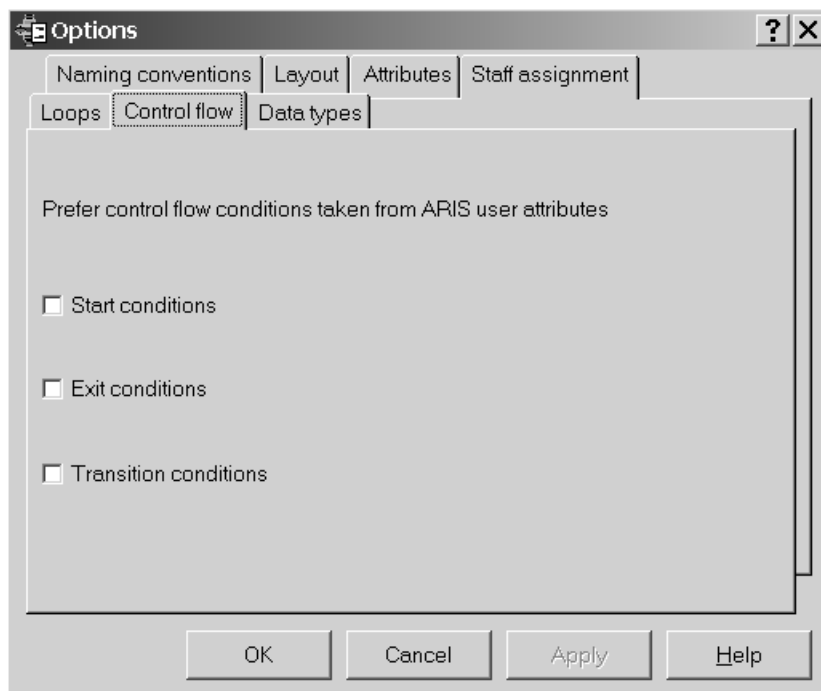 Options
Naming conventions Layout Attributes Staff assignment
Loops Control flow Data types
Prefer control flow conditions taken from ARIS user attributes
Start conditions
Exit conditions
Transition conditions
OK Cancel Apply Help